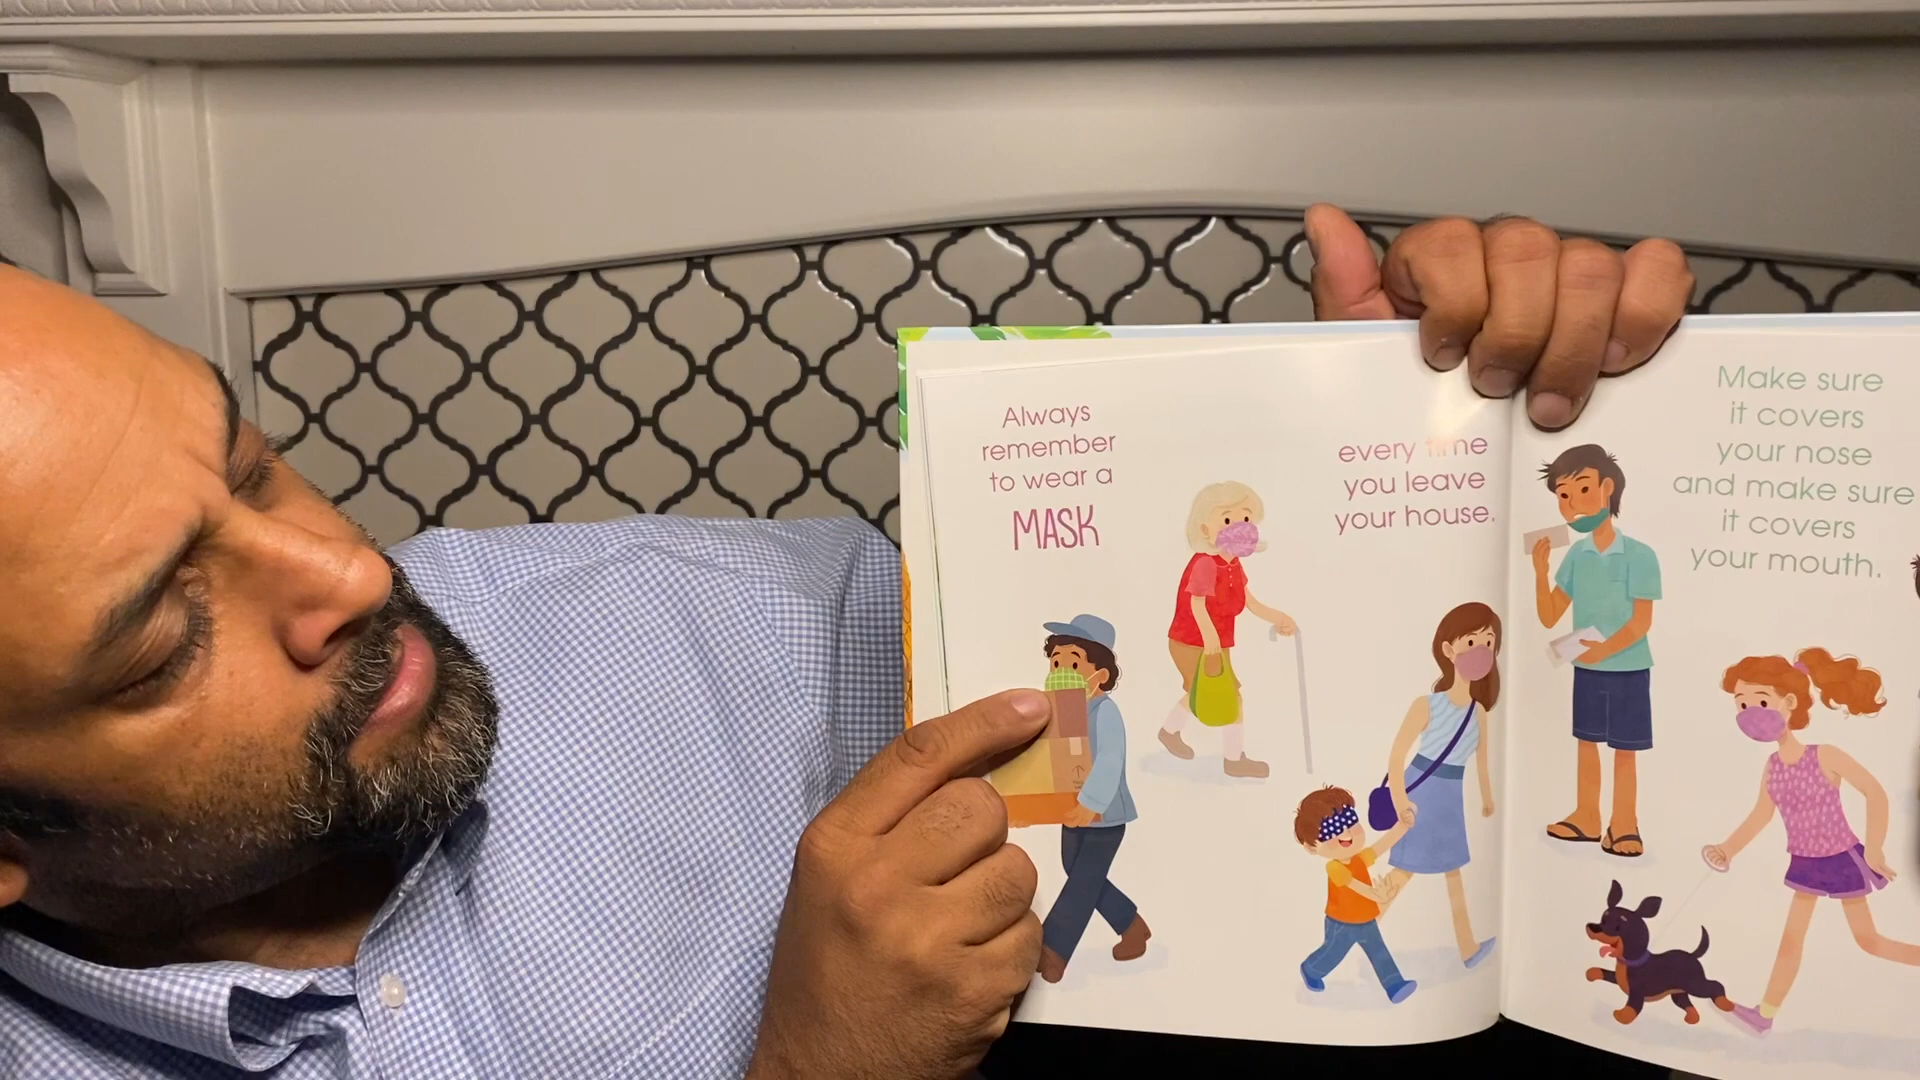 Always
remember
to wear a
MASK
every time
you leave
your house.
Make sure
it covers
your nose
and make sure
it covers
your mouth.